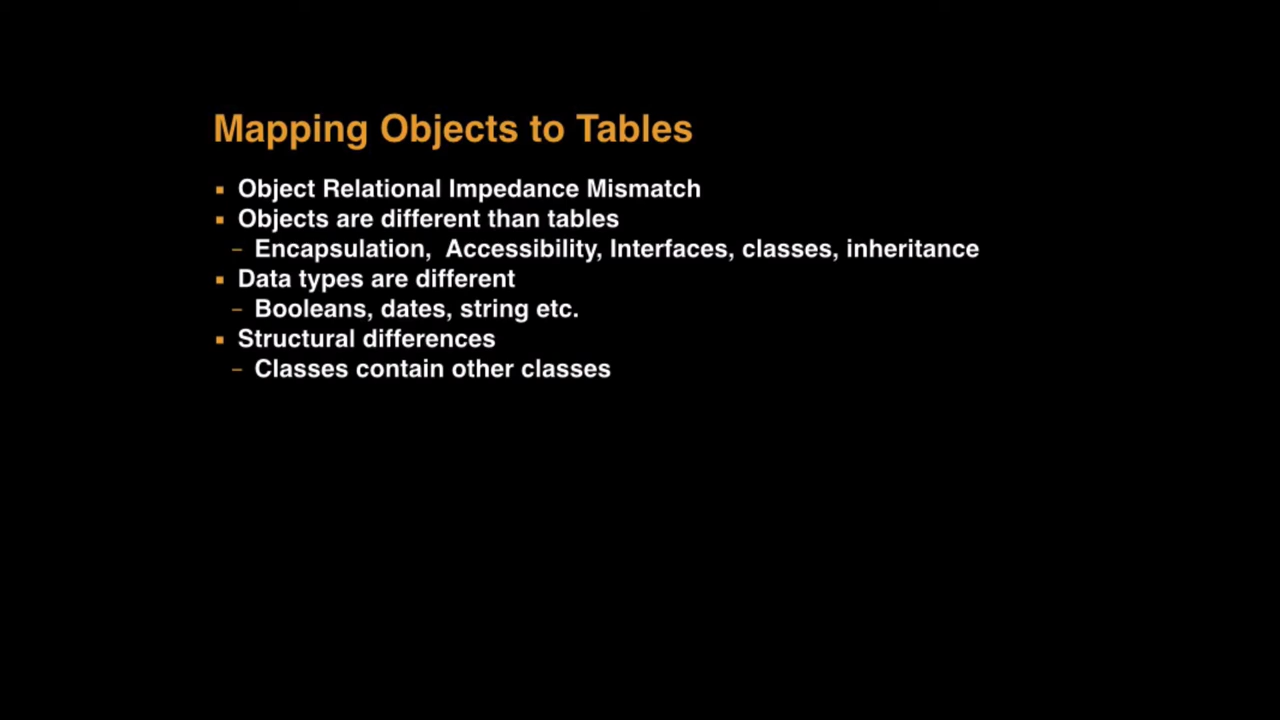 Mapping Objects to Tables
▪ Object Relational Impedance Mismatch
▪ Objects are different than tables
– Encapsulation,  Accessibility, Interfaces, classes, inheritance
▪ Data types are different
– Booleans, dates, string etc.
▪ Structural differences
– Classes contain other classes